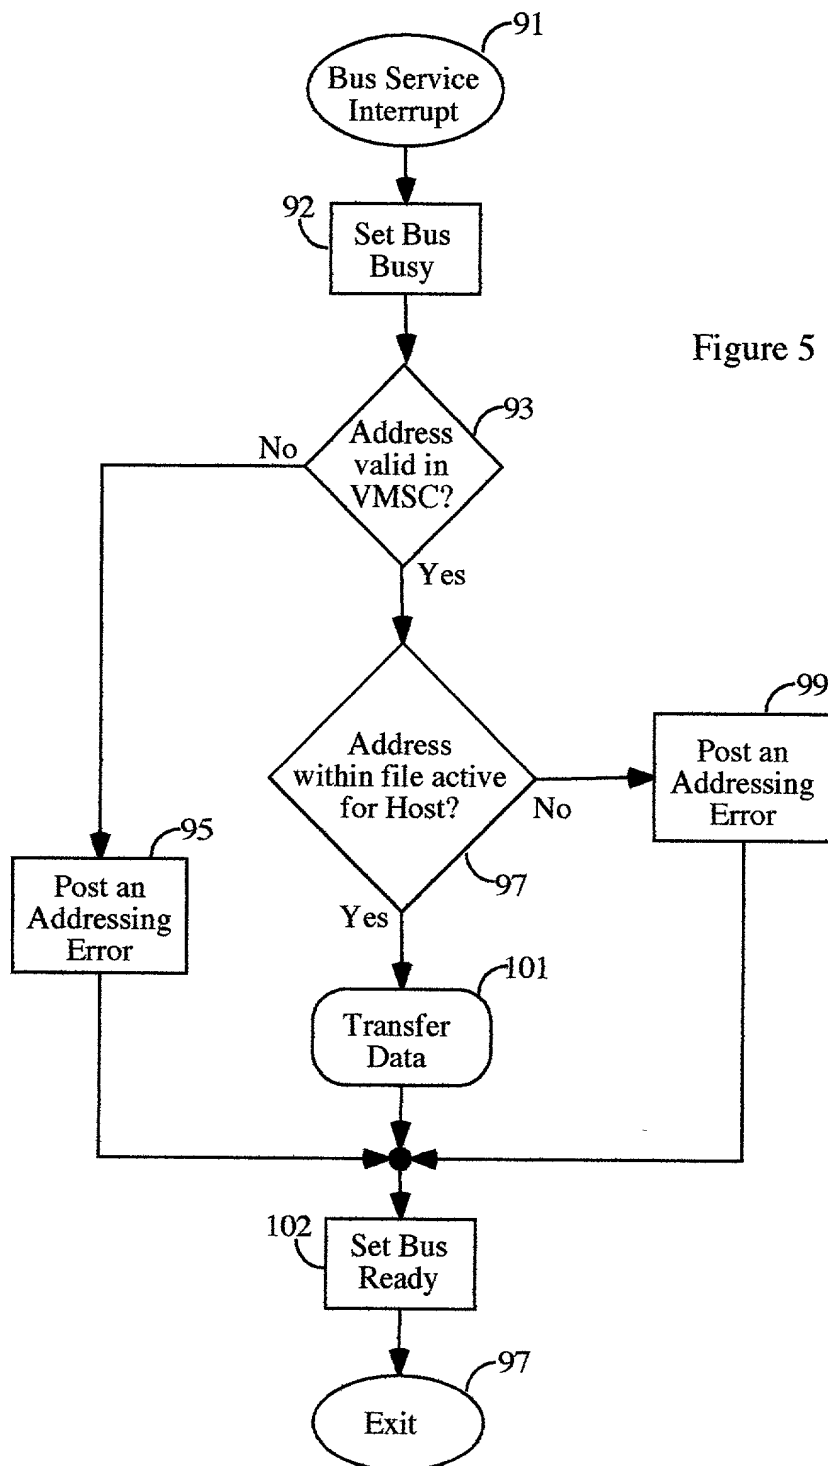 91
Bus Service
Interrupt
92
Set Bus
Busy
Figure 5
93
Address
valid in
VMSC?
No
Yes
99
Address
within file active
for Host?
No
Post an
Addressing
Error
97
95
Post an
Addressing
Error
Yes
101
Transfer
Data
102
Set Bus
Ready
97
Exit